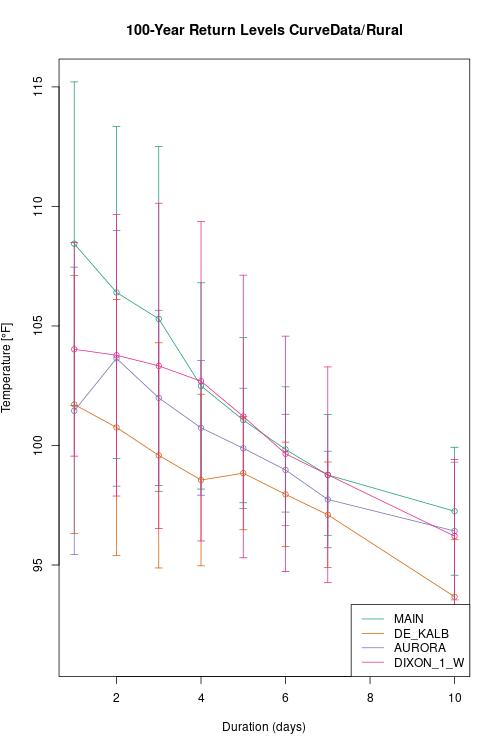 100-Year Return Levels CurveData/Rural
Temperature [°F]
115
110
105
100
95
2
4
6
8
10
Duration (days)
MAIN
DE_KALB
AURORA
DIXON_1_W